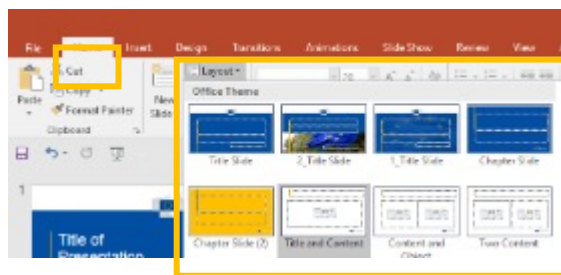 File Home Insert Design Transitions Animations Slide Show Review View
Cut
Layout
Copy
Paste
New
Format Painter
Slide
Clipboard
Office Theme
Title Slide 2_Title Slide 1_Title Slide Chapter Slide
1
Title of
Presentation
Chapter Slide (2) Title and Content Content and Two Content
Object